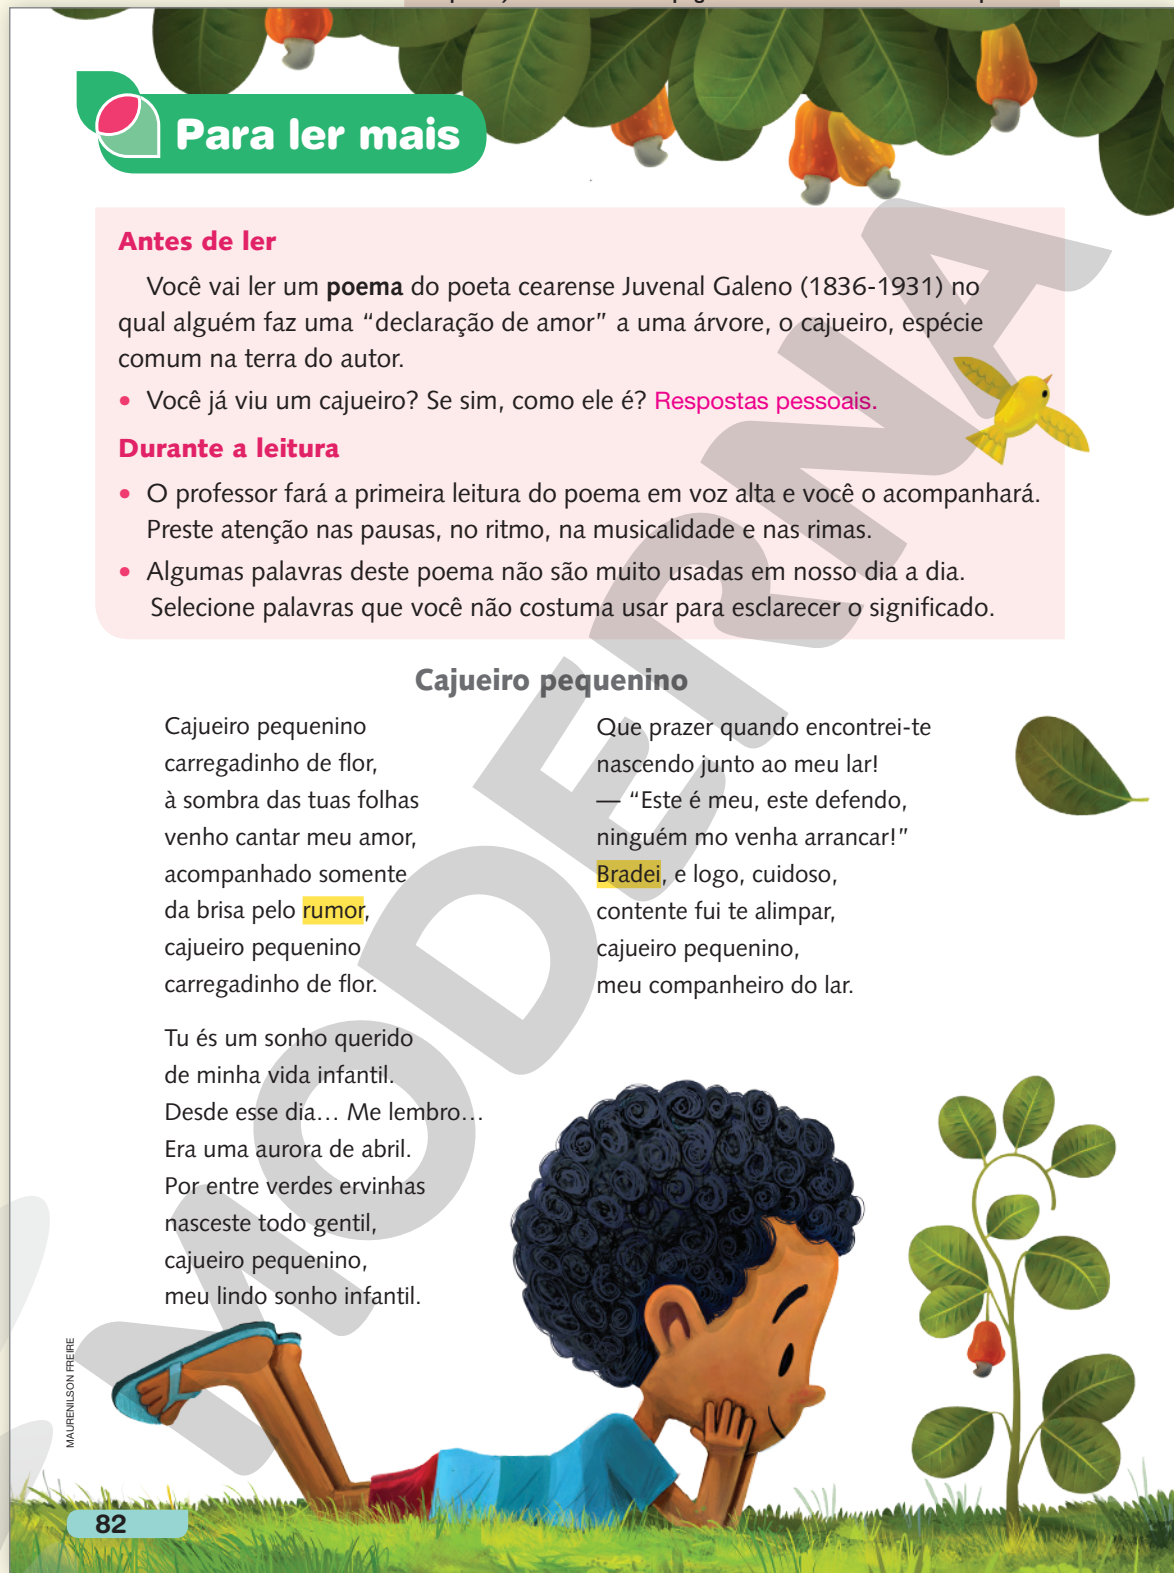 Para ler mais
Antes de ler
Você vai ler um poema do poeta cearense Juvenal Galeno (1836-1931) no
qual alguém faz uma “declaração de amor” a uma árvore, o cajueiro, espécie
comum na terra do autor.
• Você já viu um cajueiro? Se sim, como ele é? Respostas pessoais.
Durante a leitura
• O professor fará a primeira leitura do poema em voz alta e você o acompanhará.
Preste atenção nas pausas, no ritmo, na musicalidade e nas rimas.
• Algumas palavras deste poema não são muito usadas em nosso dia a dia.
Selecione palavras que você não costuma usar para esclarecer o significado.
Cajueiro pequenino
Cajueiro pequenino
carregadinho de flor,
à sombra das tuas folhas
venho cantar meu amor,
acompanhado somente
da brisa pelo rumor,
cajueiro pequenino
carregadinho de flor.
Tu és um sonho querido
de minha vida infantil.
Desde esse dia... Me lembro...
Era uma aurora de abril.
Por entre verdes ervinhas
nasceste todo gentil,
cajueiro pequenino,
meu lindo sonho infantil.
Que prazer quando encontrei-te
nascendo junto ao meu lar!
— “Este é meu, este defendo,
ninguém mo venha arrancar!”
Bradei, e logo, cuidoso,
contente fui te alimpar,
cajueiro pequenino,
meu companheiro do lar.
MAURENILSON FREIRE
82
MODERNA